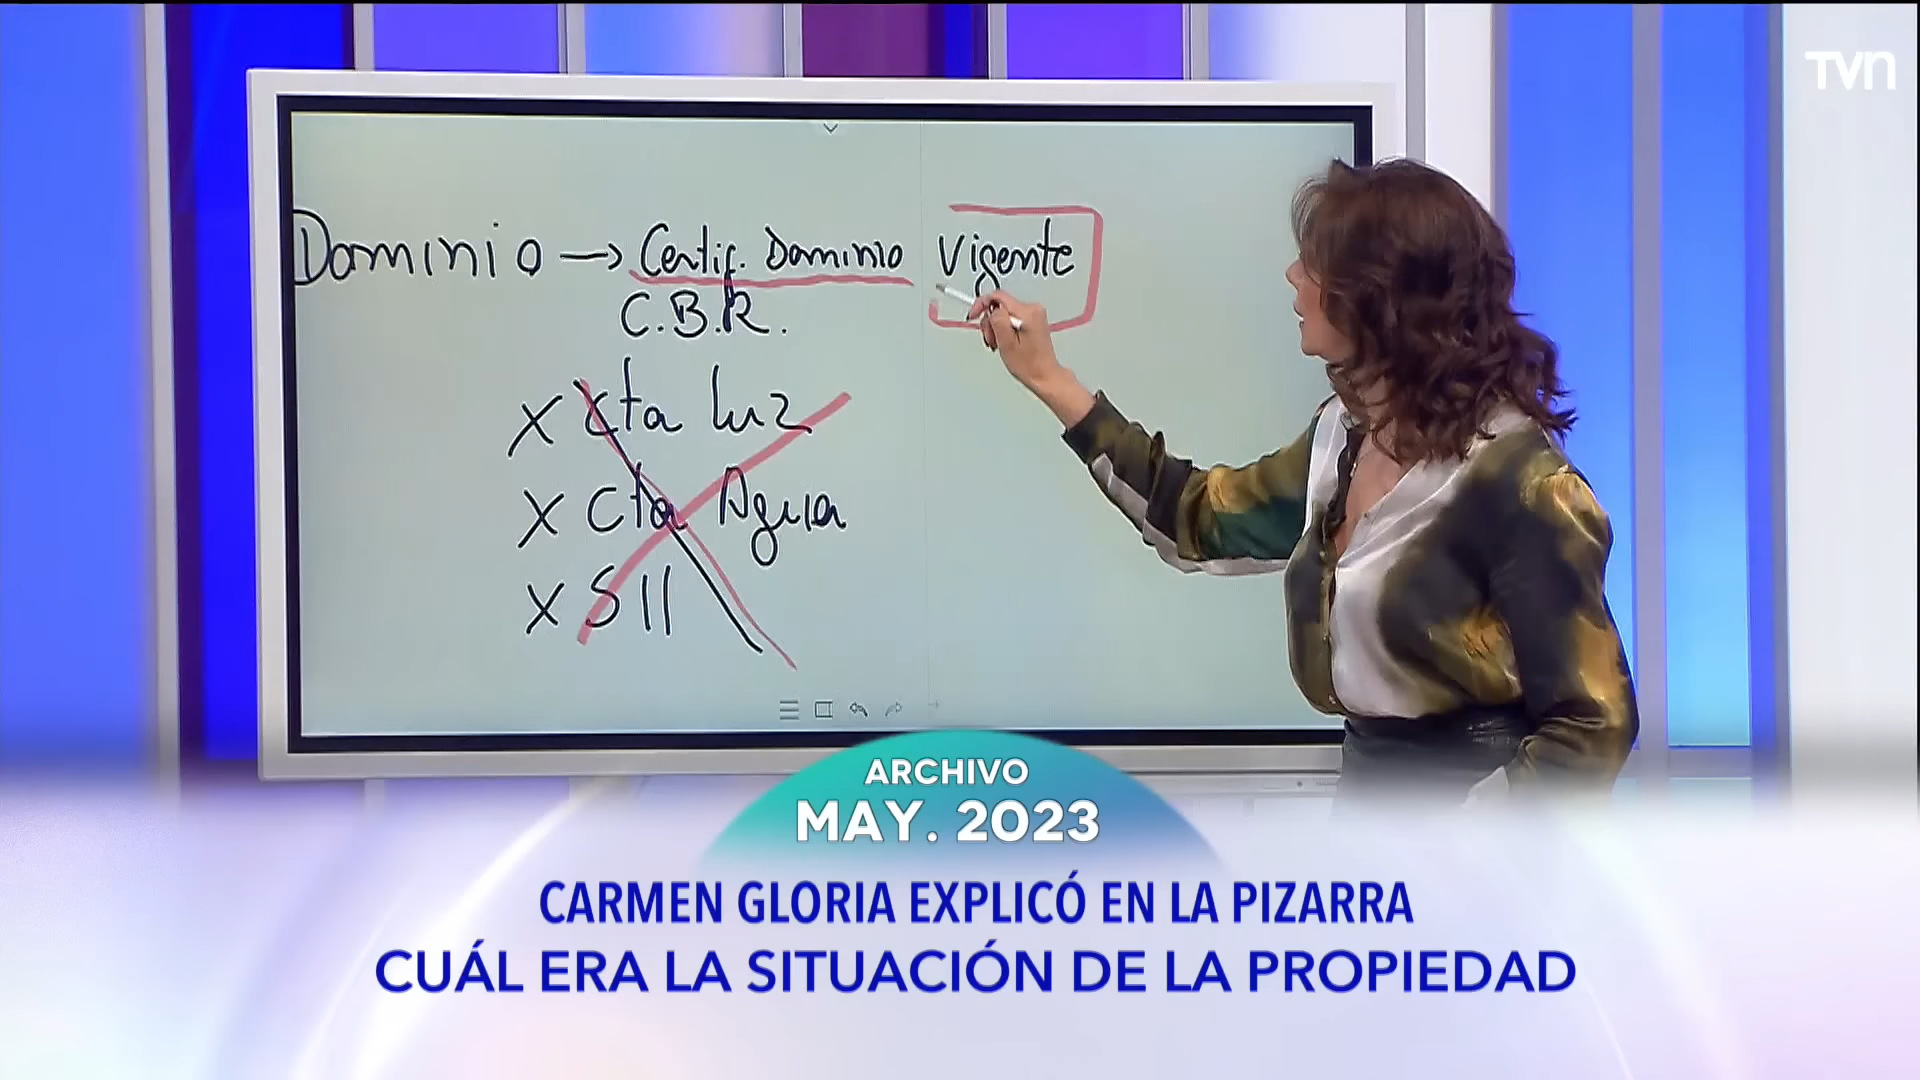 TVN
Dominio → Certif. Dominio Vigente
C.B.R.
X Cta Luz
X Cta Agua
X SII
ARCHIVO
MAY. 2023
CARMEN GLORIA EXPLICÓ EN LA PIZARRA
CUÁL ERA LA SITUACIÓN DE LA PROPIEDAD